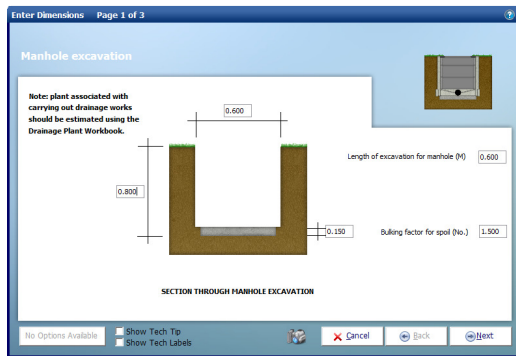 Enter Dimensions Page 1 of 3
?
Manhole excavation
Note: plant associated with
carrying out drainage works
should be estimated using the
Drainage Plant Workbook.
0.600
Length of excavation for manhole (M) 0.600
0.800
0.150
Bulking factor for spoil (No.) 1.500
SECTION THROUGH MANHOLE EXCAVATION
No Options Available
Show Tech Tip
Show Tech Labels
Cancel
Back
Next